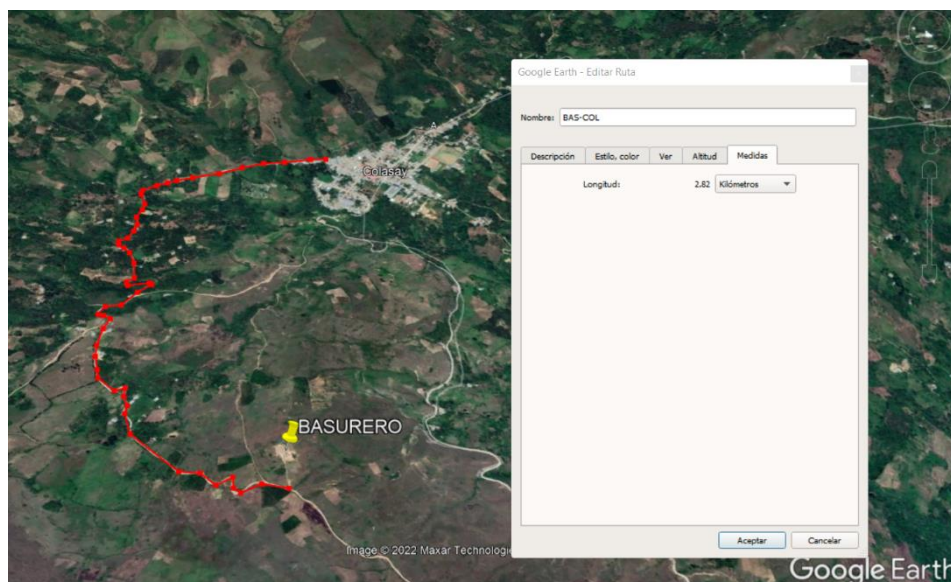 Google Earth - Editar Ruta
Nombre: BAS-COL
Descripción Estilo, color Ver Altitud Medidas
Longitud: 2.82 Kilómetros
Colasay
BASURERO
Aceptar Cancelar
Image © 2022 Maxar Technologi
Google Earth